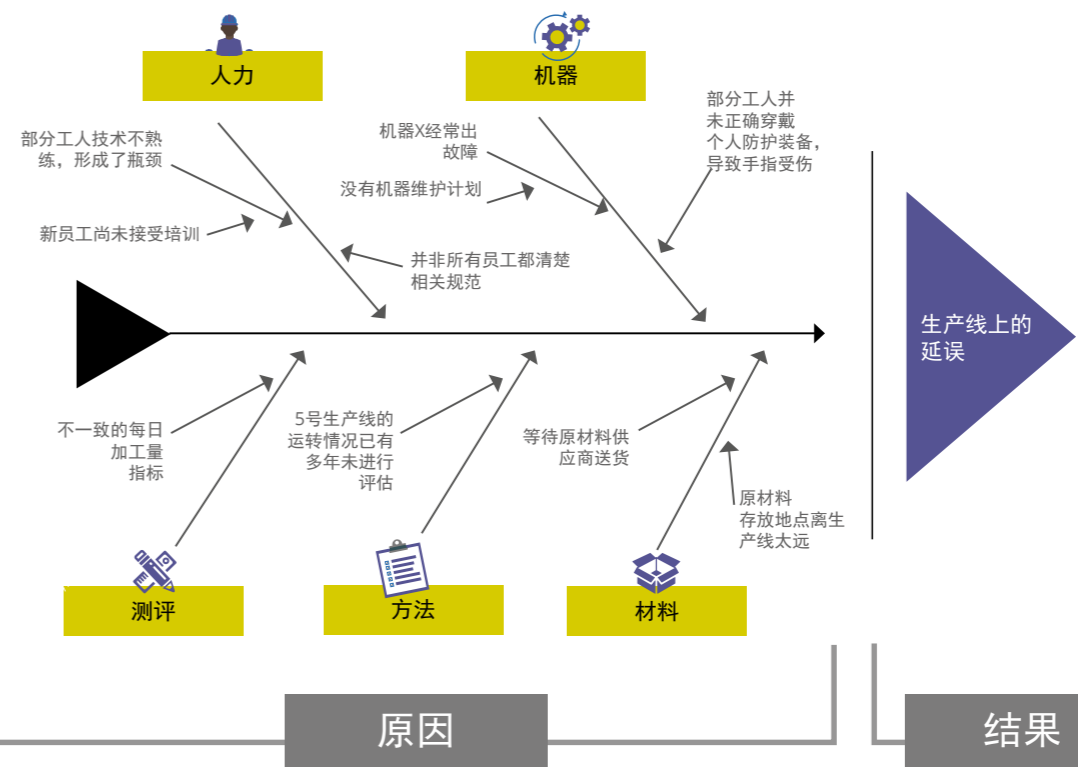 人力
机器
部分工人技术不熟
练，形成了瓶颈
新员工尚未接受培训
并非所有员工都清楚
相关规范
机器X经常出
故障
没有机器维护计划
部分工人并
未正确穿戴
个人防护装备，
导致手指受伤
生产线上的
延误
不一致的每日
加工量
指标
5号生产线的
运转情况已有
多年未进行
评估
等待原材料供
应商送货
原材料
存放地点离生
产线太远
测评
方法
材料
原因
结果